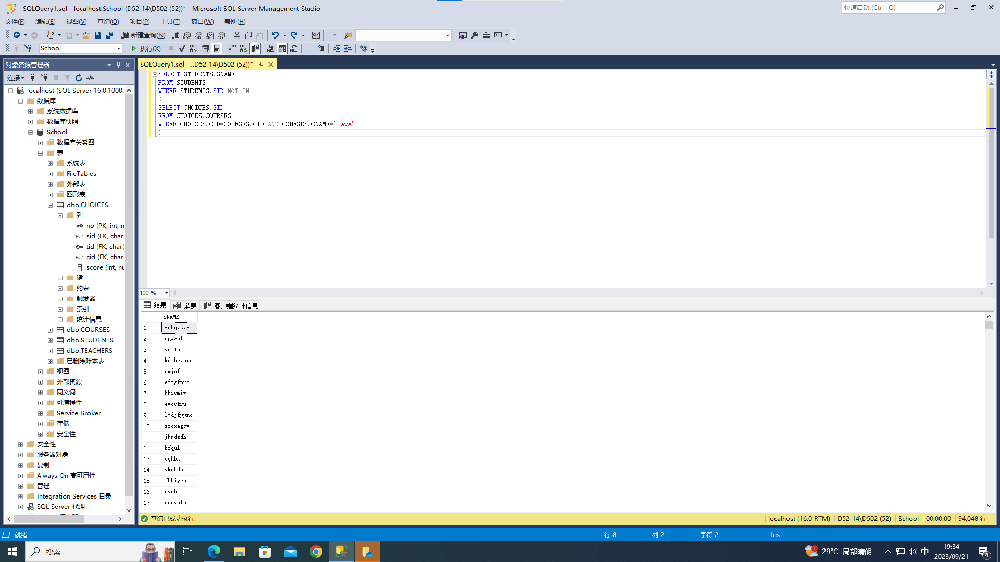 SQLQuery1.sql - localhost.School (D52_14\D502 (52))* - Microsoft SQL Server Management Studio
快速启动 (Ctrl+Q)
文件(F) 编辑(E) 视图(V) 查询(Q) 项目(P) 工具(T) 窗口(W) 帮助(H)
新建查询(N) MDX DMX XMLA DAX
School 执行(X)
对象资源管理器
SQLQuery1.sql -...D52_14\D502 (52))*
连接
localhost (SQL Server 16.0.1000.
数据库
系统数据库
数据库快照
School
数据库关系图
表
系统表
FileTables
外部表
图形表
dbo.CHOICES
列
no (PK, int, n
sid (FK, char(
tid (FK, char(
cid (FK, char(
score (int, nu
键
约束
触发器
索引
统计信息
dbo.COURSES
dbo.STUDENTS
dbo.TEACHERS
已删除账本表
视图
外部资源
同义词
可编程性
Service Broker
存储
安全性
安全性
服务器对象
复制
Always On 高可用性
管理
Integration Services 目录
SQL Server 代理
SELECT STUDENTS.SNAME
FROM STUDENTS
WHERE STUDENTS.SID NOT IN
(
SELECT CHOICES.SID
FROM CHOICES,COURSES
WHERE CHOICES.CID=COURSES.CID AND COURSES.CNAME='Java'
)
100 %
结果 消息 客户端统计信息
SNAME
1 vnbqzsvv
2 egwwnf
3 yuitb
4 kdthgvooo
5 uxjof
6 efmgfprz
7 kkivmiw
8 evcvtru
9 lmdjfyync
10 sxoxegcv
11 jkrdzdh
12 bfqul
13 oghbx
14 ykekdox
15 fbbiyeh
16 eyabk
17 donvolh
查询已成功执行。 localhost (16.0 RTM) D52_14\D502 (52) School 00:00:00 94,048 行
就绪 行 8 列 2 字符 2 Ins
搜索 1 29°C 局部晴朗 中 19:34 2023/09/21 4